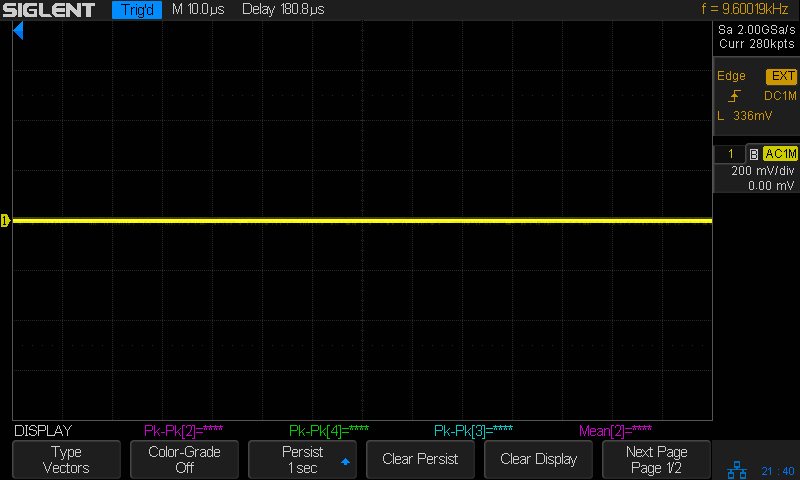 SIGLENT Trig'd M 10.0µs Delay 180.8µs f = 9.60019kHz
Sa 2.00GSa/s
Curr 280kpts
Edge EXT
DC1M
L 336mV
1 B AC1M
200 mV/div
0.00 mV
1
DISPLAY Pk-Pk[2]=**** Pk-Pk[4]=**** Pk-Pk[3]=**** Mean[2]=****
Type
Vectors
Color-Grade
Off
Persist
1 sec
Clear Persist
Clear Display
Next Page
Page 1/2
21:40